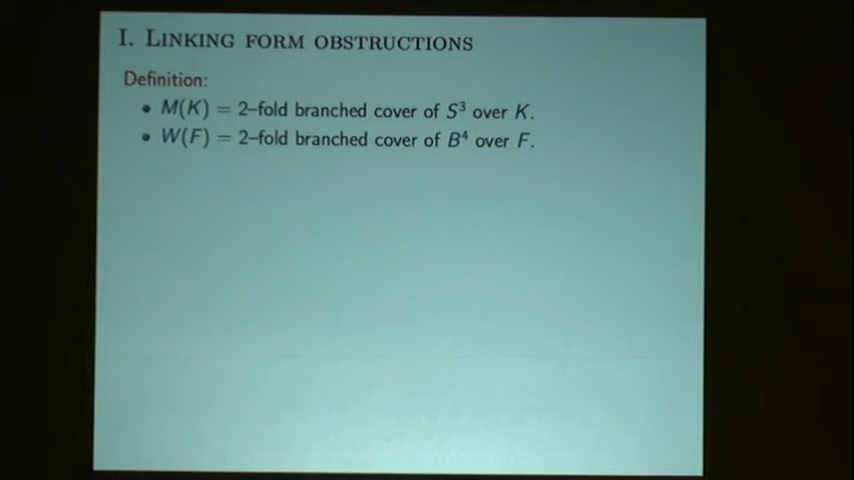 I. LINKING FORM OBSTRUCTIONS
Definition:
• M(K) = 2–fold branched cover of S³ over K.
• W(F) = 2–fold branched cover of B⁴ over F.